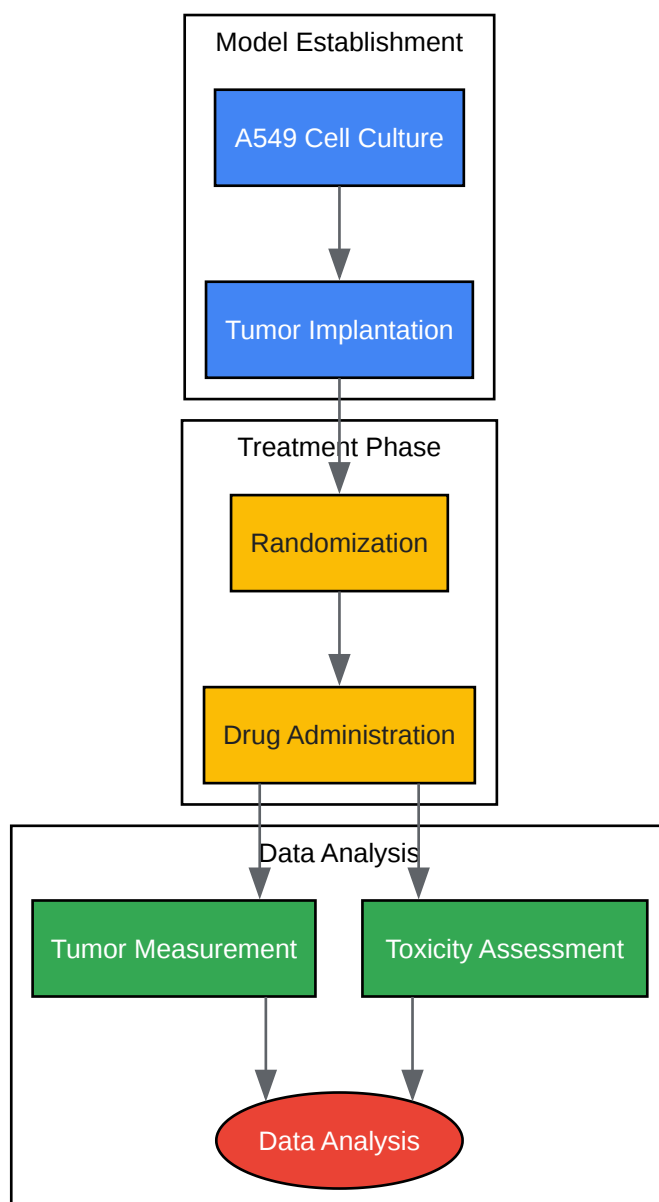 Model Establishment
A549 Cell Culture
Tumor Implantation
Treatment Phase
Randomization
Drug Administration
Data Analysis
Tumor Measurement
Toxicity Assessment
Data Analysis